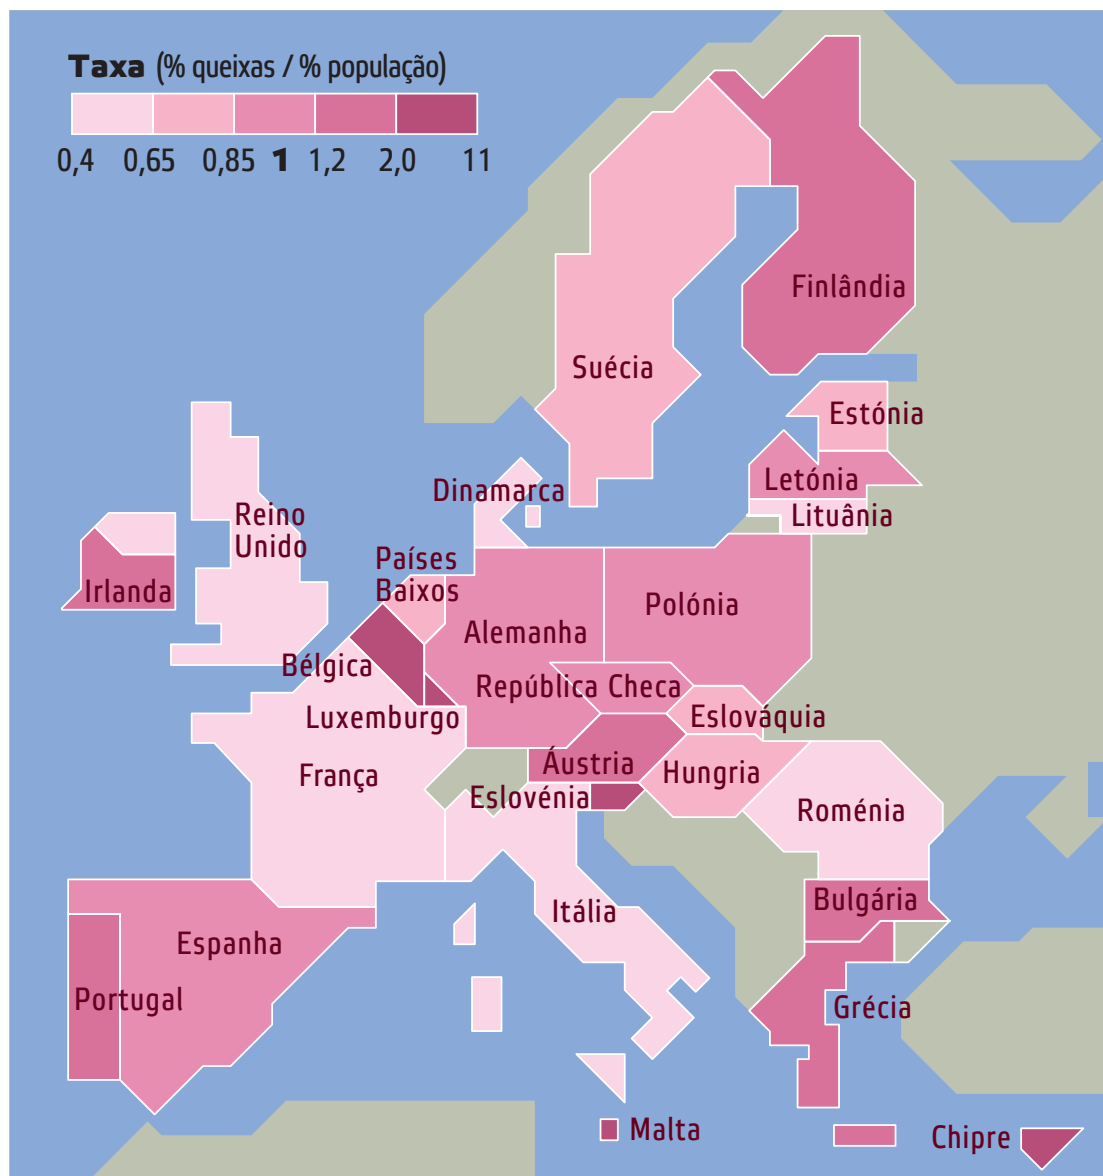 Taxa (% queixas / % população)
0,4 0,65 0,85 1 1,2 2,0 11
Finlândia
Suécia
Estónia
Letónia
Dinamarca
Lituânia
Reino
Unido
Países
Baixos
Irlanda
Polónia
Alemanha
Bélgica
República Checa
Luxemburgo
Eslováquia
Áustria
França
Hungria
Eslovénia
Roménia
Bulgária
Itália
Espanha
Portugal
Grécia
Malta
Chipre